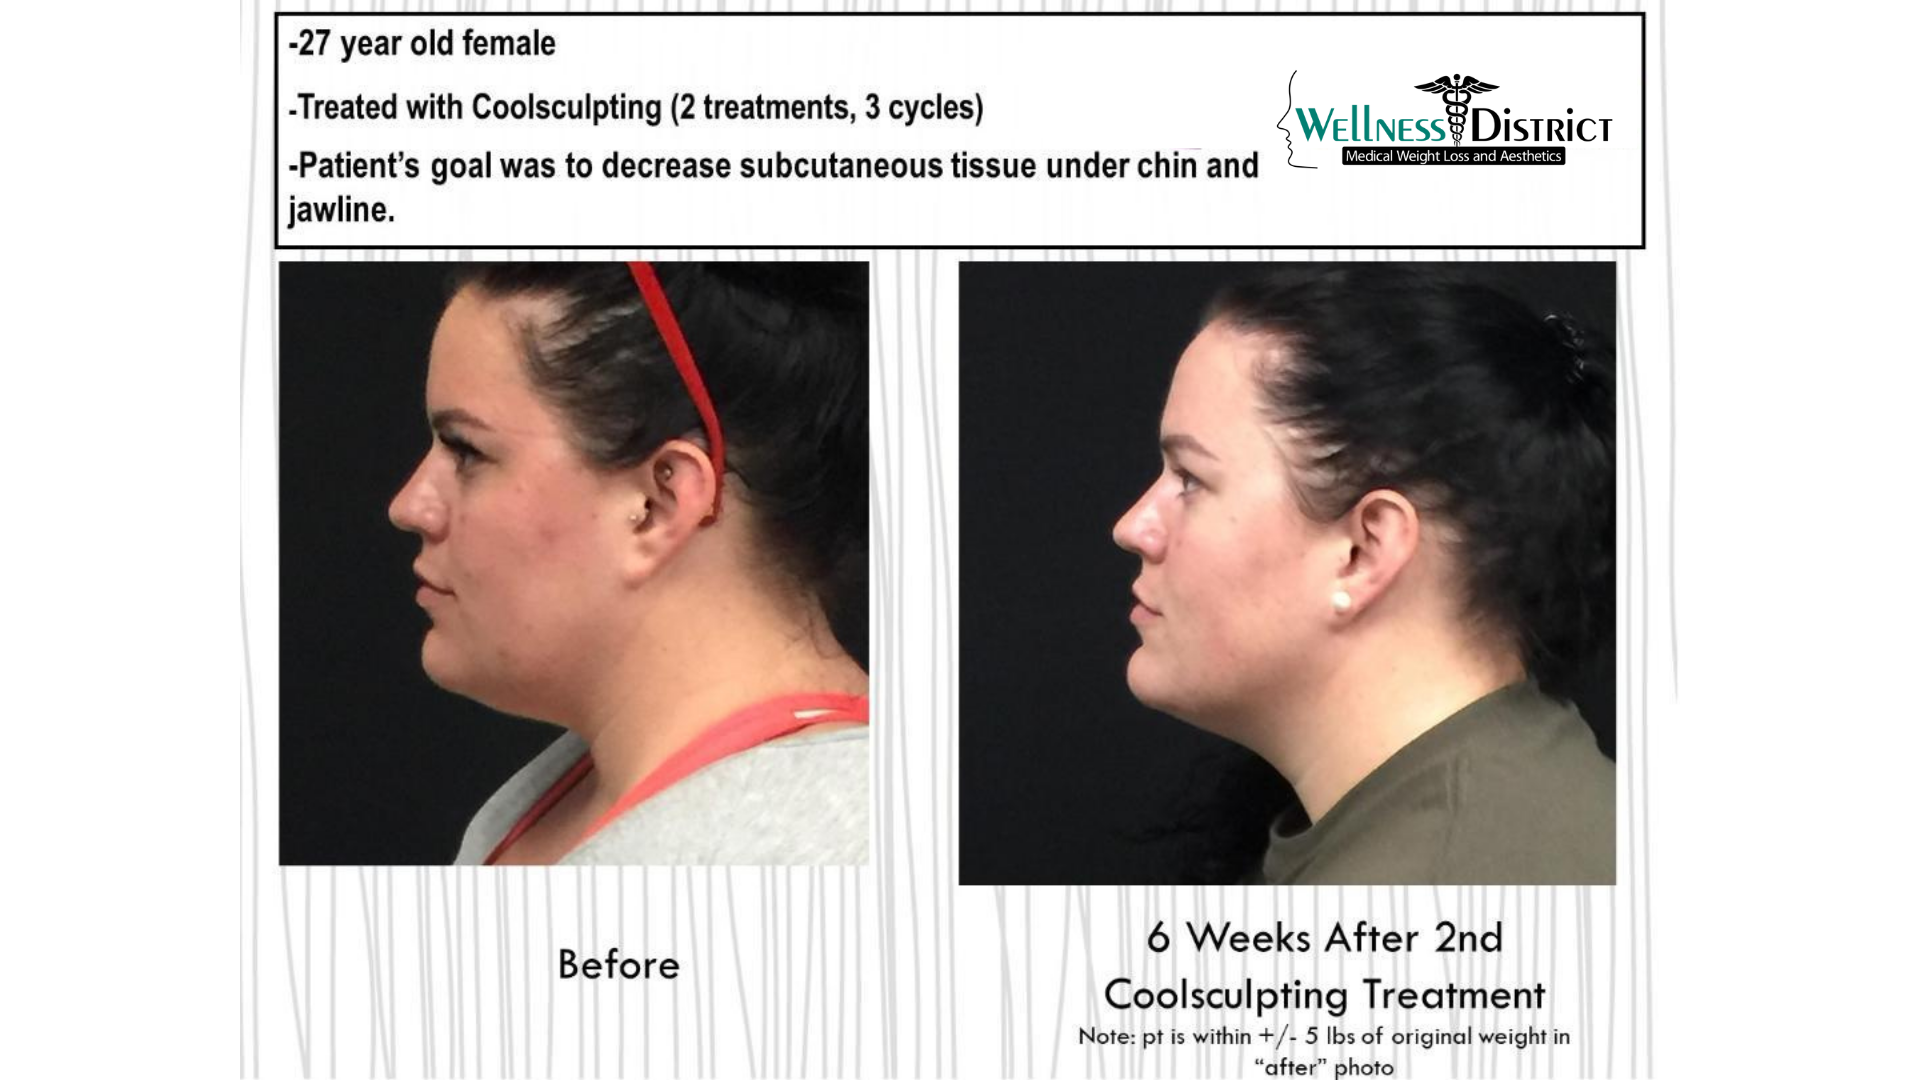 -27 year old female
-Treated with Coolsculpting (2 treatments, 3 cycles)
-Patient’s goal was to decrease subcutaneous tissue under chin and
jawline.
Wellness District
Medical Weight Loss and Aesthetics
Before
6 Weeks After 2nd
Coolsculpting Treatment
Note: pt is within +/- 5 lbs of original weight in
“after” photo